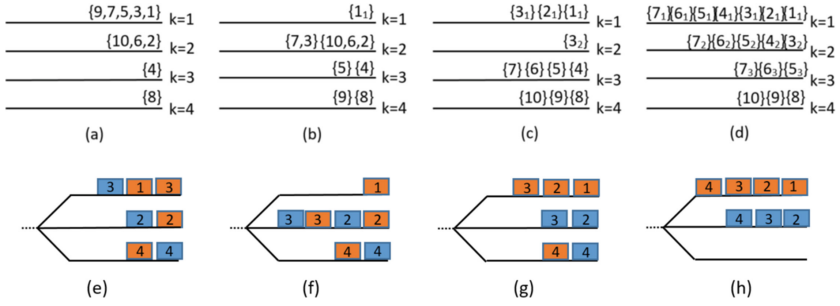 {9,7,5,3,1} k=1 {1₁} k=1 {3₁}{2₁}{1₁} k=1 {7₁}{6₁}{5₁}{4₁}{3₁}{2₁}{1₁} k=1
{10,6,2} k=2 {7,3}{10,6,2} k=2 {3₂} k=2 {7₂}{6₂}{5₂}{4₂}{3₂} k=2
{4} k=3 {5}{4} k=3 {7}{6}{5}{4} k=3 {7₃}{6₃}{5₃} k=3
{8} k=4 {9}{8} k=4 {10}{9}{8} k=4 {10}{9}{8} k=4
(a) (b) (c) (d)
3 1 3 1 3 2 1 4 3 2 1
2 2 3 3 2 2 3 2 4 3 2
4 4 4 4 4 4
(e) (f) (g) (h)